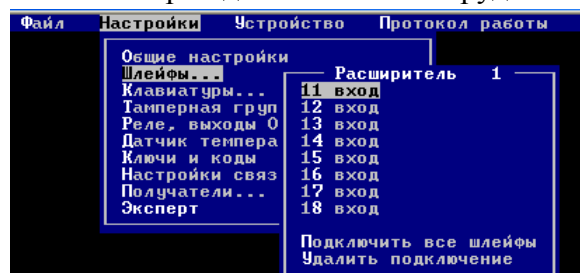 Файл Настройки Устройство Протокол работы
Общие настройки
Шлейфы...
Клавиатуры...
Тамперная груп
Реле, выходы О
Датчик темпера
Ключи и коды
Настройки связ
Получатели...
Эксперт
Расширитель 1
11 вход
12 вход
13 вход
14 вход
15 вход
16 вход
17 вход
18 вход
Подключить все шлейфы
Удалить подключение